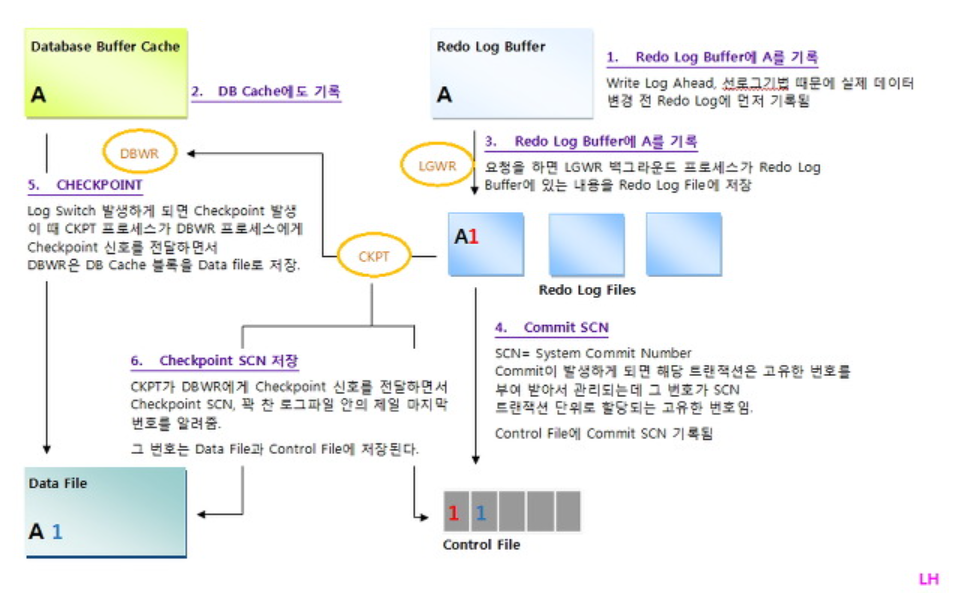 Database Buffer Cache
A
Redo Log Buffer
A
1. Redo Log Buffer에 A를 기록
Write Log Ahead, 선로그기법 때문에 실제 데이터
변경 전 Redo Log에 먼저 기록됨
2. DB Cache에도 기록
DBWR
LGWR
3. Redo Log Buffer에 A를 기록
요청을 하면 LGWR 백그라운드 프로세스가 Redo Log
Buffer에 있는 내용을 Redo Log File에 저장
5. CHECKPOINT
Log Switch 발생하게 되면 Checkpoint 발생
이 때 CKPT 프로세스가 DBWR 프로세스에게
Checkpoint 신호를 전달하면서
DBWR은 DB Cache 블록을 Data file로 저장.
CKPT
A1
Redo Log Files
4. Commit SCN
SCN= System Commit Number
Commit이 발생하게 되면 해당 트랜잭션은 고유한 번호를
부여 받아서 관리되는데 그 번호가 SCN
트랜잭션 단위로 할당되는 고유한 번호임.
Control File에 Commit SCN 기록됨
6. Checkpoint SCN 저장
CKPT가 DBWR에게 Checkpoint 신호를 전달하면서
Checkpoint SCN, 꽉 찬 로그파일 안의 제일 마지막
번호를 알려줌.
그 번호는 Data File과 Control File에 저장된다.
Data File
A 1
1 1
Control File
LH